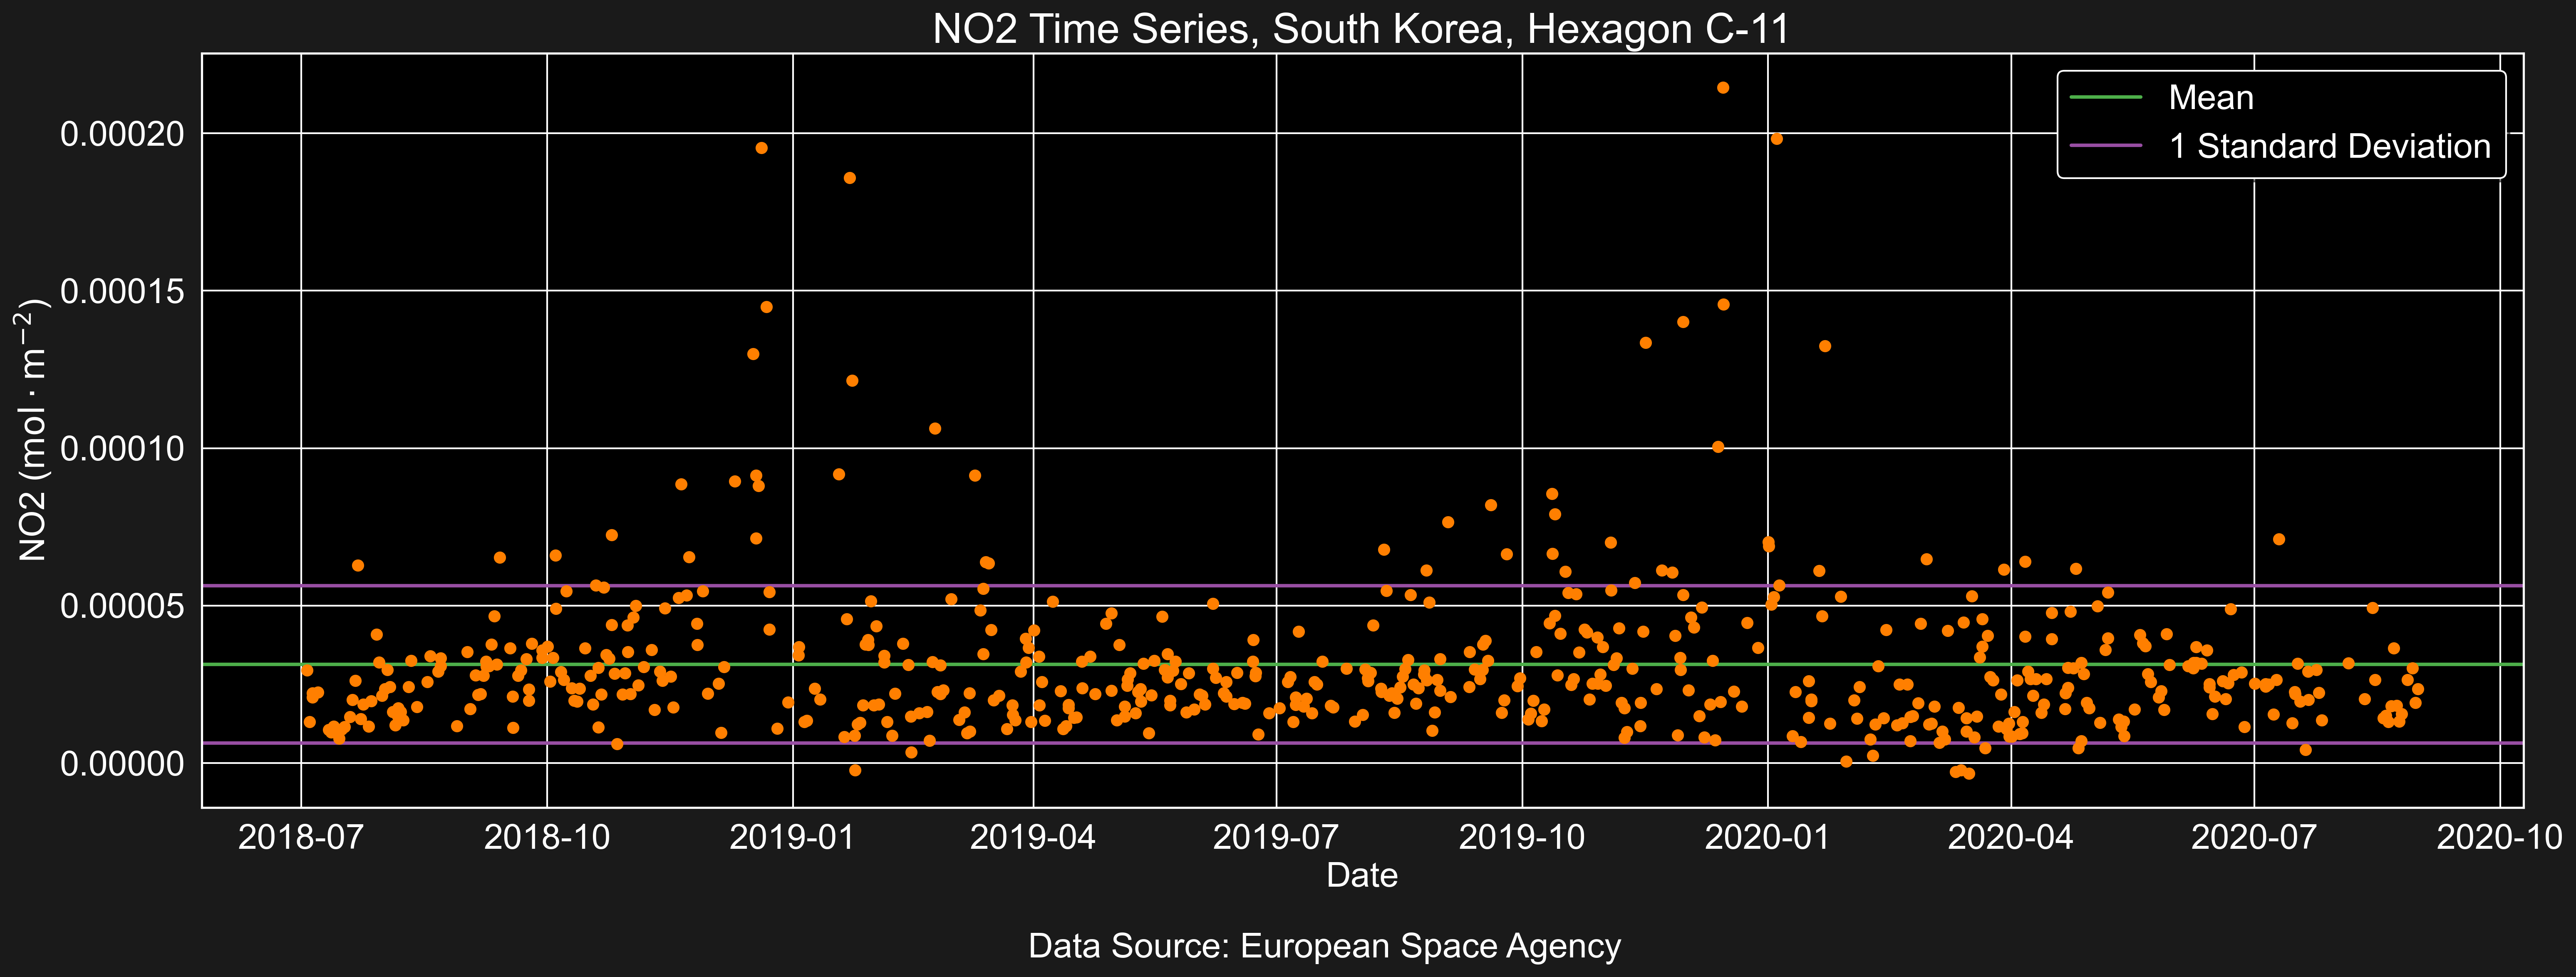 NO2 Time Series, South Korea, Hexagon C-11
Mean
1 Standard Deviation
NO2 (mol · m⁻²)
0.00020
0.00015
0.00010
0.00005
0.00000
2018-07 2018-10 2019-01 2019-04 2019-07 2019-10 2020-01 2020-04 2020-07 2020-10
Date
Data Source: European Space Agency